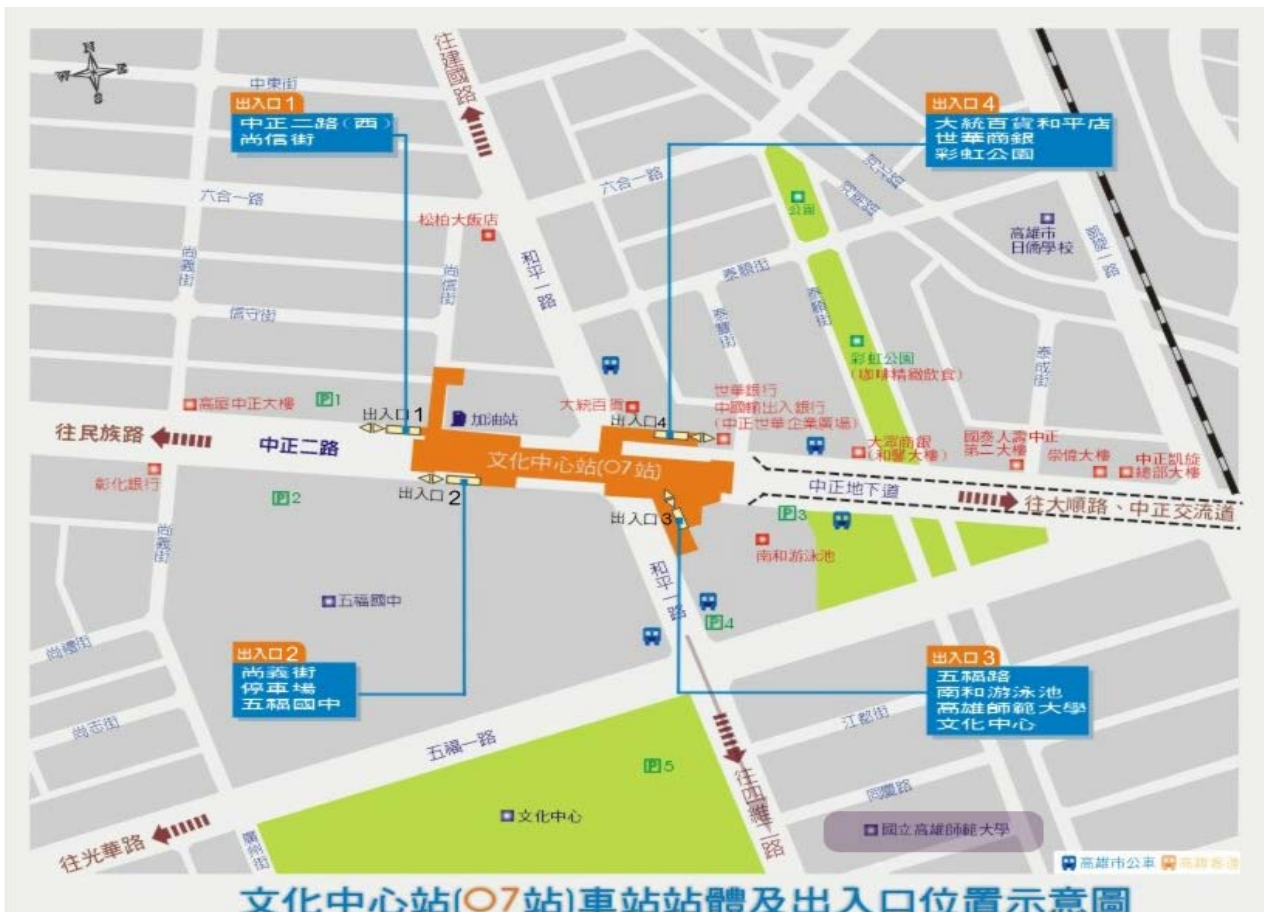 N
W
E
S
中東街
往建國路
出入口1
中正二路(西)
尚信街
出入口4
大統百貨和平店
世華商銀
彩虹公園
六合一路
六合一路
松柏大飯店
公園
高雄市
日僑學校
尚義街
尚信街
和平一路
泰順街
泰順街
信守街
彩虹公園
(咖啡精緻飲食)
泰成街
高庭中正大樓
P1
出入口1
加油站
大統百貨
出入口4
世華銀行
中國輸出入銀行
(中正世華企業廣場)
往民族路
中正二路
文化中心站(O7站)
大眾商銀
國泰人壽中正
第二大樓
崇偉大樓
中正凱旋
總部大樓
彰化銀行
P2
出入口2
出入口3
中正地下道
往大順路、中正交流道
P3
南和游泳池
尚義街
五福國中
和平一路
P4
尚禮街
出入口2
尚義街
停車場
五福國中
出入口3
五福路
南和游泳池
高雄師範大學
文化中心
尚志街
五福一路
江都街
P5
往四維二路
同慶路
文化中心
國立高雄師範大學
往光華路
廣州街
高雄市公車
高雄客運
文化中心站(O7站)車站站體及出入口位置示意圖